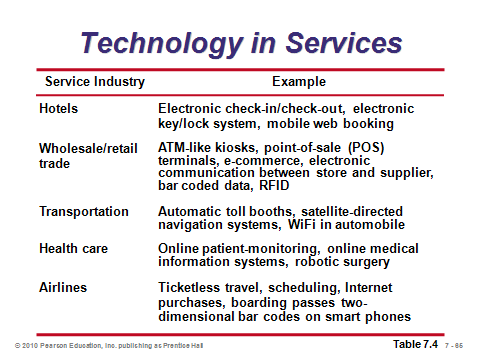 Technology in Services
Service Industry Example
Hotels Electronic check-in/check-out, electronic
key/lock system, mobile web booking
Wholesale/retail ATM-like kiosks, point-of-sale (POS)
trade terminals, e-commerce, electronic
communication between store and supplier,
bar coded data, RFID
Transportation Automatic toll booths, satellite-directed
navigation systems, WiFi in automobile
Health care Online patient-monitoring, online medical
information systems, robotic surgery
Airlines Ticketless travel, scheduling, Internet
purchases, boarding passes two-
dimensional bar codes on smart phones
© 2010 Pearson Education, Inc. publishing as Prentice Hall Table 7.4 7 - 65